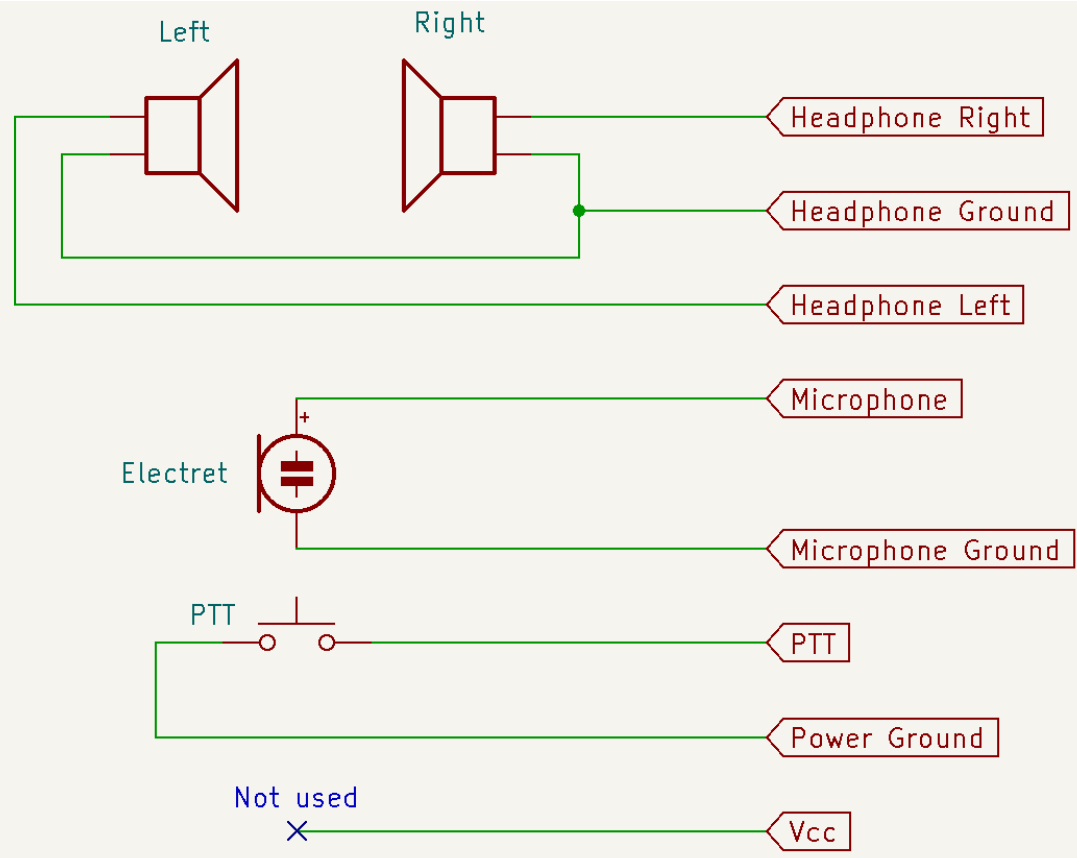 Left
Right
Headphone Right
Headphone Ground
Headphone Left
Microphone
+
Electret
Microphone Ground
PTT
PTT
Power Ground
Not used
Vcc